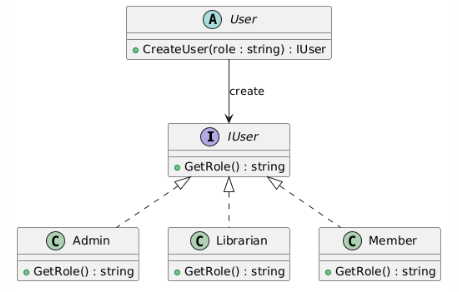 A User
CreateUser(role : string) : IUser
create
I IUser
GetRole() : string
C Admin
GetRole() : string
C Librarian
GetRole() : string
C Member
GetRole() : string